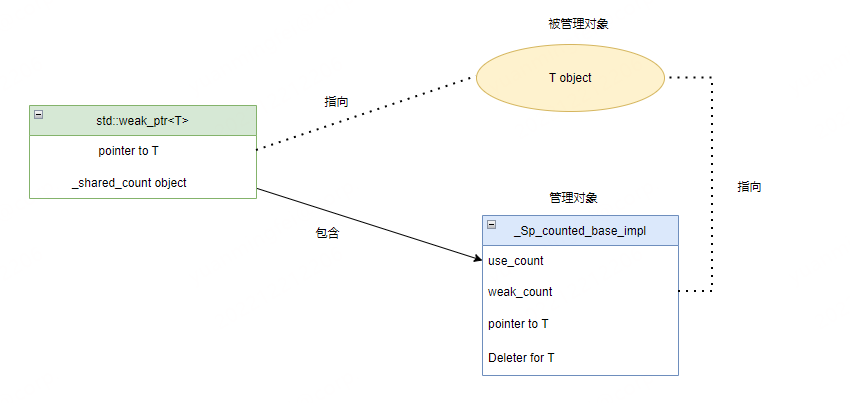 被管理对象
T object
指向
std::weak_ptr<T>
pointer to T
_shared_count object
指向
管理对象
包含
_Sp_counted_base_impl
use_count
weak_count
pointer to T
Deleter for T